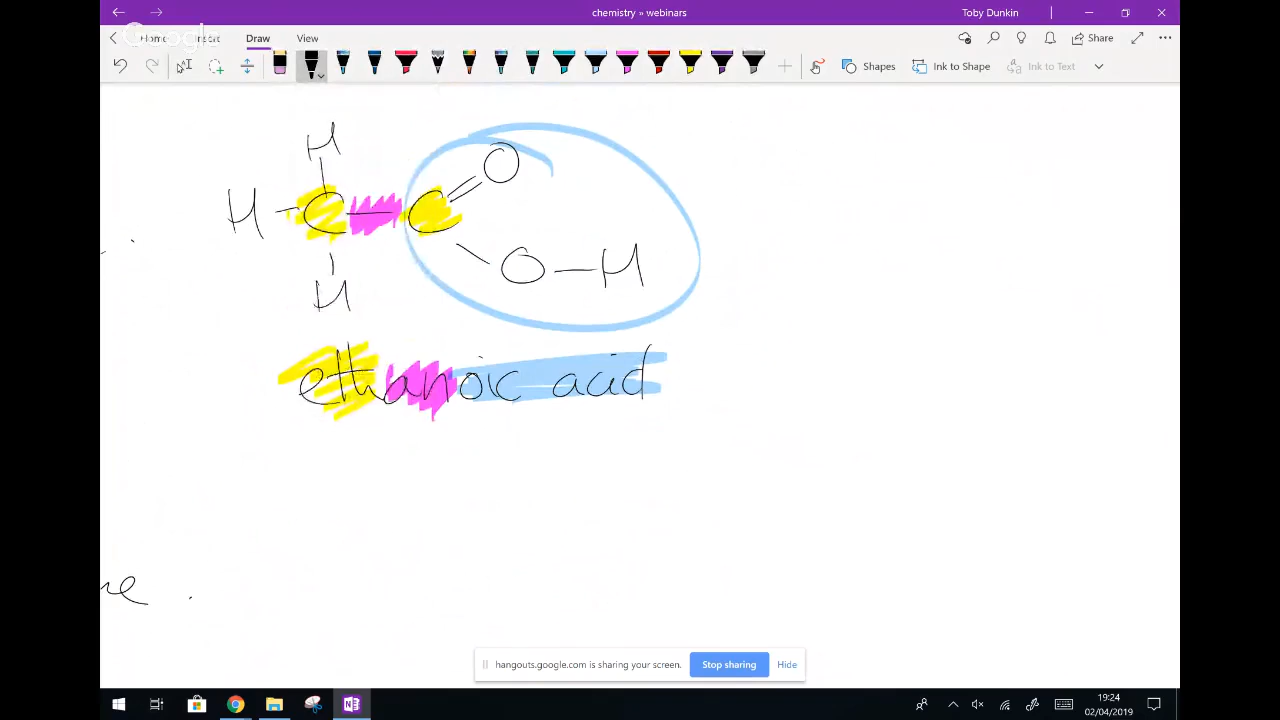 chemistry » webinars
Toby Dunkin
Google
Home
Insert
Draw
View
Share
Shapes
Ink to Shape
Ink to Text
H
O
H – C – C
O – H
H
ethanoic acid
hangouts.google.com is sharing your screen.
Stop sharing
Hide
19:24
02/04/2019